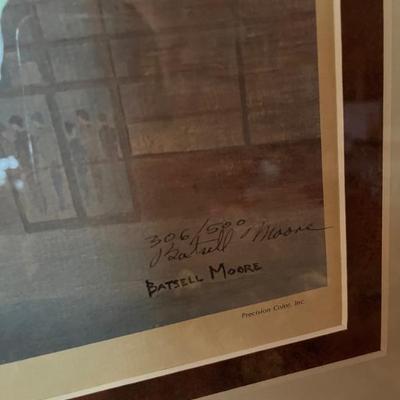 306/500
Batsell Moore
BATSELL MOORE
Precision Color, Inc.